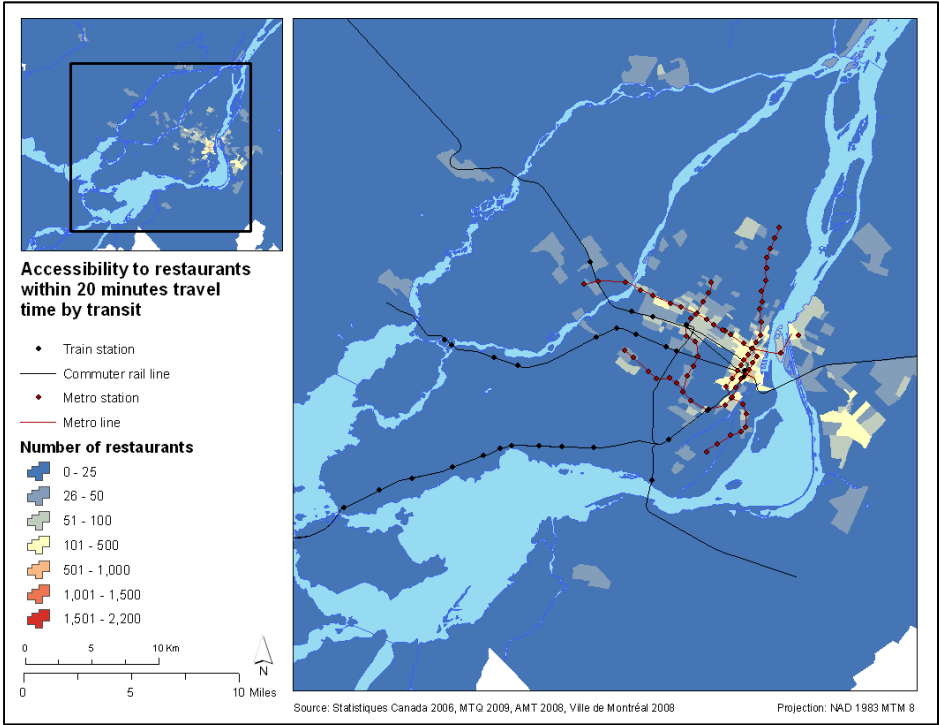 Accessibility to restaurants
within 20 minutes travel
time by transit
Train station
Commuter rail line
Metro station
Metro line
Number of restaurants
0 - 25
26 - 50
51 - 100
101 - 500
501 - 1,000
1,001 - 1,500
1,501 - 2,200
0 5 10 Km
N
0 5 10 Miles
Source: Statistiques Canada 2006, MTQ 2009, AMT 2008, Ville de Montréal 2008
Projection: NAD 1983 MTM 8